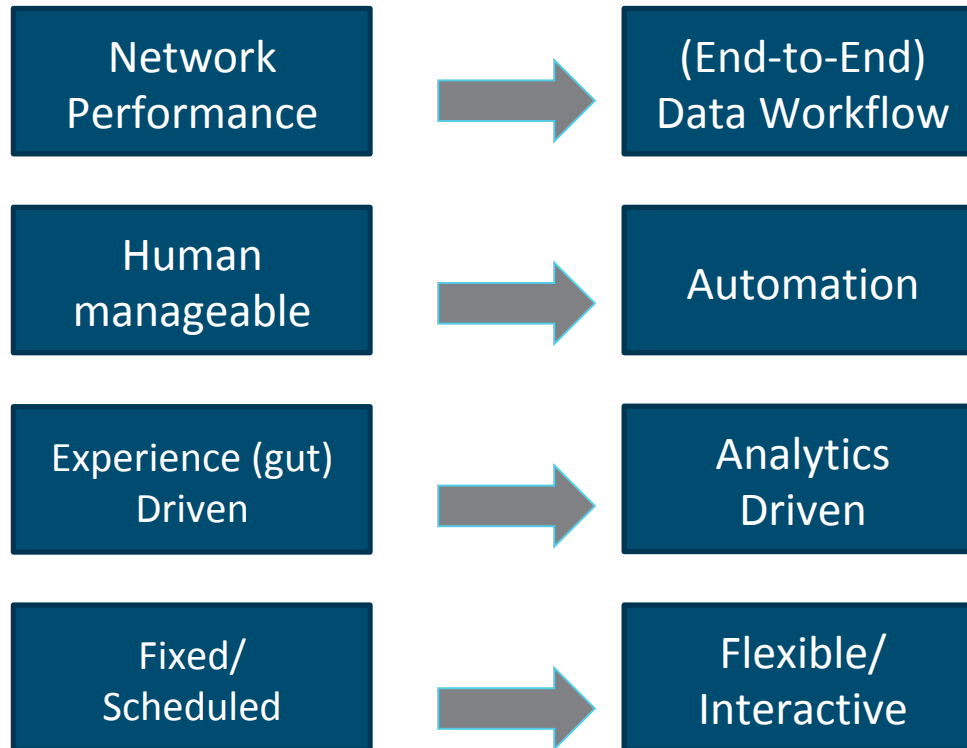 Network
Performance
(End-to-End)
Data Workflow
Human
manageable
Automation
Experience (gut)
Driven
Analytics
Driven
Fixed/
Scheduled
Flexible/
Interactive